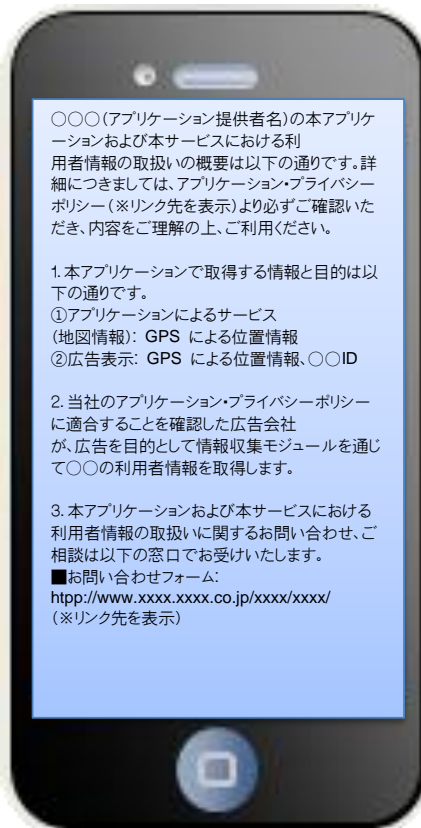 ○○○(アプリケーション提供者名)の本アプリケ
ーションおよび本サービスにおける利
用者情報の取扱いの概要は以下の通りです。詳
細につきましては、アプリケーション・プライバシー
ポリシー(※リンク先を表示)より必ずご確認いた
だき、内容をご理解の上、ご利用ください。
1. 本アプリケーションで取得する情報と目的は以
下の通りです。
①アプリケーションによるサービス
(地図情報): GPS による位置情報
②広告表示: GPS による位置情報、○○ID
2. 当社のアプリケーション・プライバシーポリシー
に適合することを確認した広告会社
が、広告を目的として情報収集モジュールを通じ
て○○の利用者情報を取得します。
3. 本アプリケーションおよび本サービスにおける
利用者情報の取扱いに関するお問い合わせ、ご
相談は以下の窓口でお受けいたします。
■お問い合わせフォーム:
htpp://www.xxxx.xxxx.co.jp/xxxx/xxxx/
(※リンク先を表示)